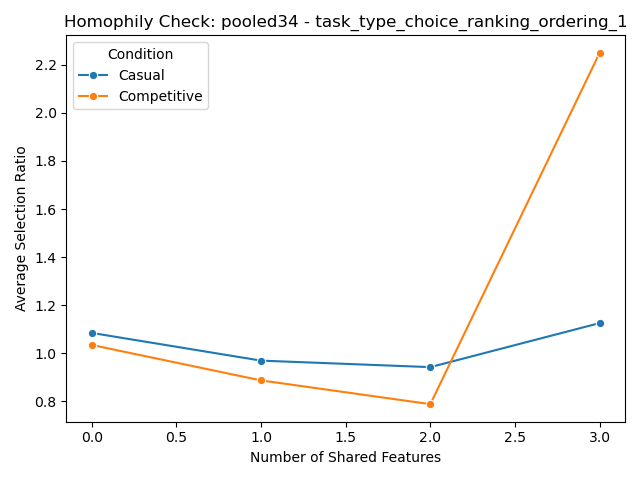 Homophily Check: pooled34 - task_type_choice_ranking_ordering_1
Condition
Casual
Competitive
2.2
2.0
1.8
1.6
1.4
1.2
1.0
0.8
Average Selection Ratio
0.0 0.5 1.0 1.5 2.0 2.5 3.0
Number of Shared Features